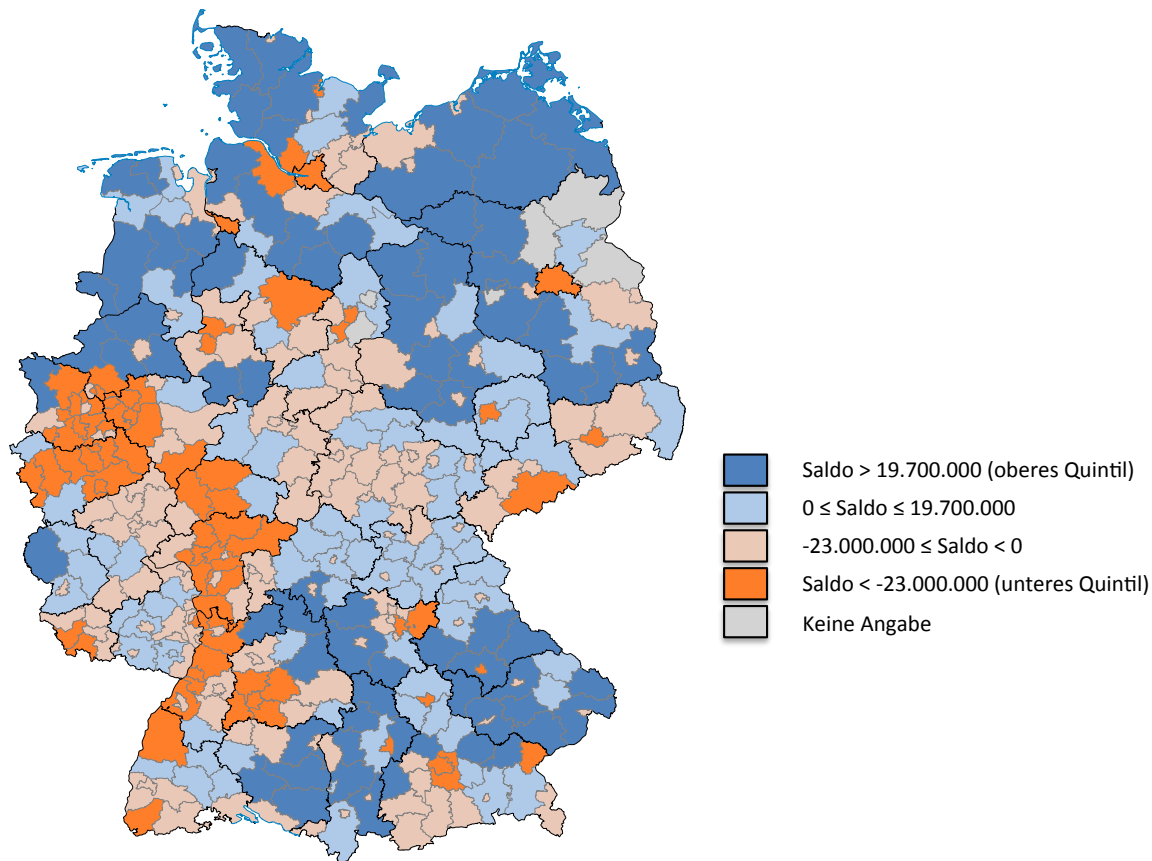 Saldo > 19.700.000 (oberes Quintil)
0 ≤ Saldo ≤ 19.700.000
-23.000.000 ≤ Saldo < 0
Saldo < -23.000.000 (unteres Quintil)
Keine Angabe